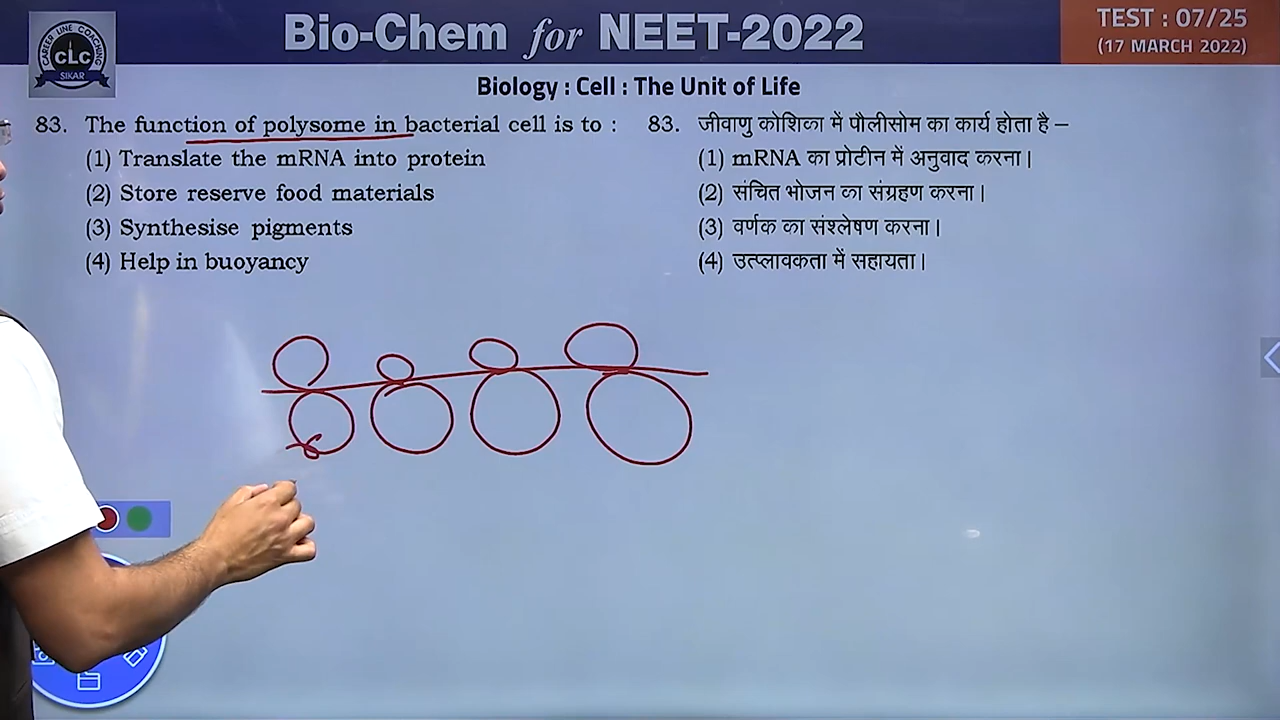 Bio-Chem for NEET-2022
TEST : 07/25
(17 MARCH 2022)
CAREER LINE COACHING
CLC
SIKAR
Biology : Cell : The Unit of Life
83. The function of polysome in bacterial cell is to :
(1) Translate the mRNA into protein
(2) Store reserve food materials
(3) Synthesise pigments
(4) Help in buoyancy
83. जीवाणु कोशिका में पौलीसोम का कार्य होता है –
(1) mRNA का प्रोटीन में अनुवाद करना।
(2) संचित भोजन का संग्रहण करना।
(3) वर्णक का संश्लेषण करना।
(4) उत्प्लावकता में सहायता।